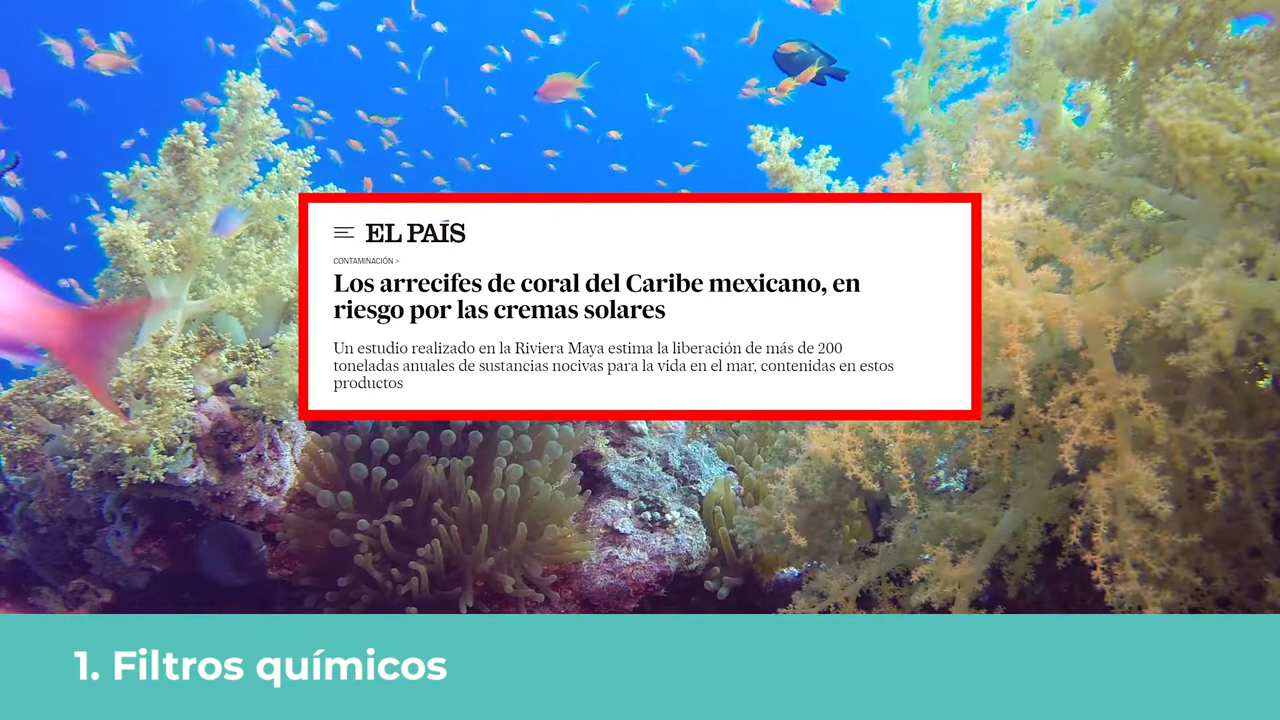 EL PAÍS
CONTAMINACIÓN >
Los arrecifes de coral del Caribe mexicano, en
riesgo por las cremas solares
Un estudio realizado en la Riviera Maya estima la liberación de más de 200
toneladas anuales de sustancias nocivas para la vida en el mar, contenidas en estos
productos
1. Filtros químicos